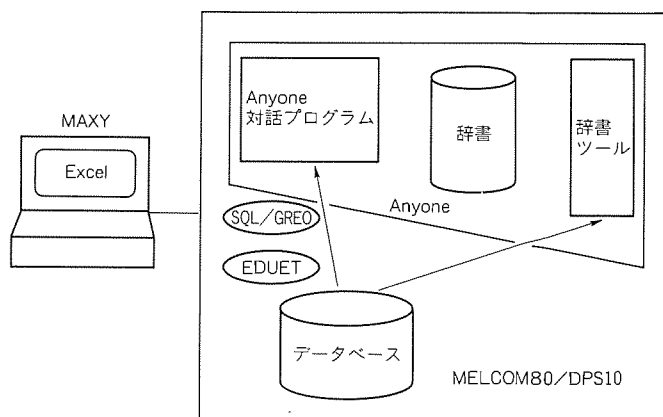 MAXY
Excel
Anyone
対話プログラム
辞書
辞書
ツール
Anyone
SQL/GREO
EDUET
データベース
MELCOM80/DPS10